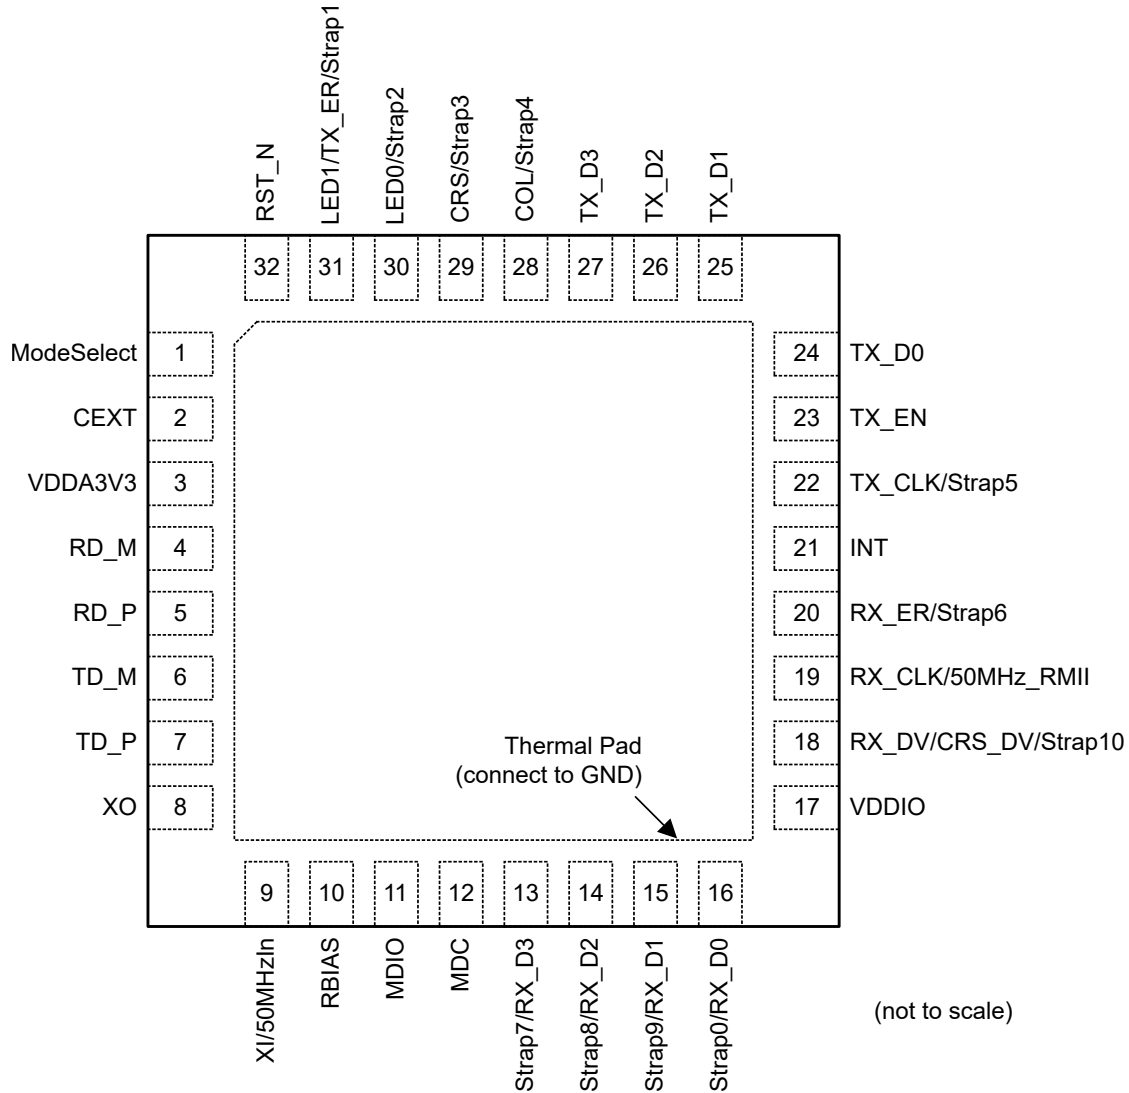 RST_N
LED1/TX_ER/Strap1
LED0/Strap2
CRS/Strap3
COL/Strap4
TX_D3
TX_D2
TX_D1
32
31
30
29
28
27
26
25
ModeSelect 1
CEXT 2
VDDA3V3 3
RD_M 4
RD_P 5
TD_M 6
TD_P 7
XO 8
24 TX_D0
23 TX_EN
22 TX_CLK/Strap5
21 INT
20 RX_ER/Strap6
19 RX_CLK/50MHz_RMII
18 RX_DV/CRS_DV/Strap10
17 VDDIO
Thermal Pad
(connect to GND)
9
10
11
12
13
14
15
16
XI/50MHzIn
RBIAS
MDIO
MDC
Strap7/RX_D3
Strap8/RX_D2
Strap9/RX_D1
Strap0/RX_D0
(not to scale)